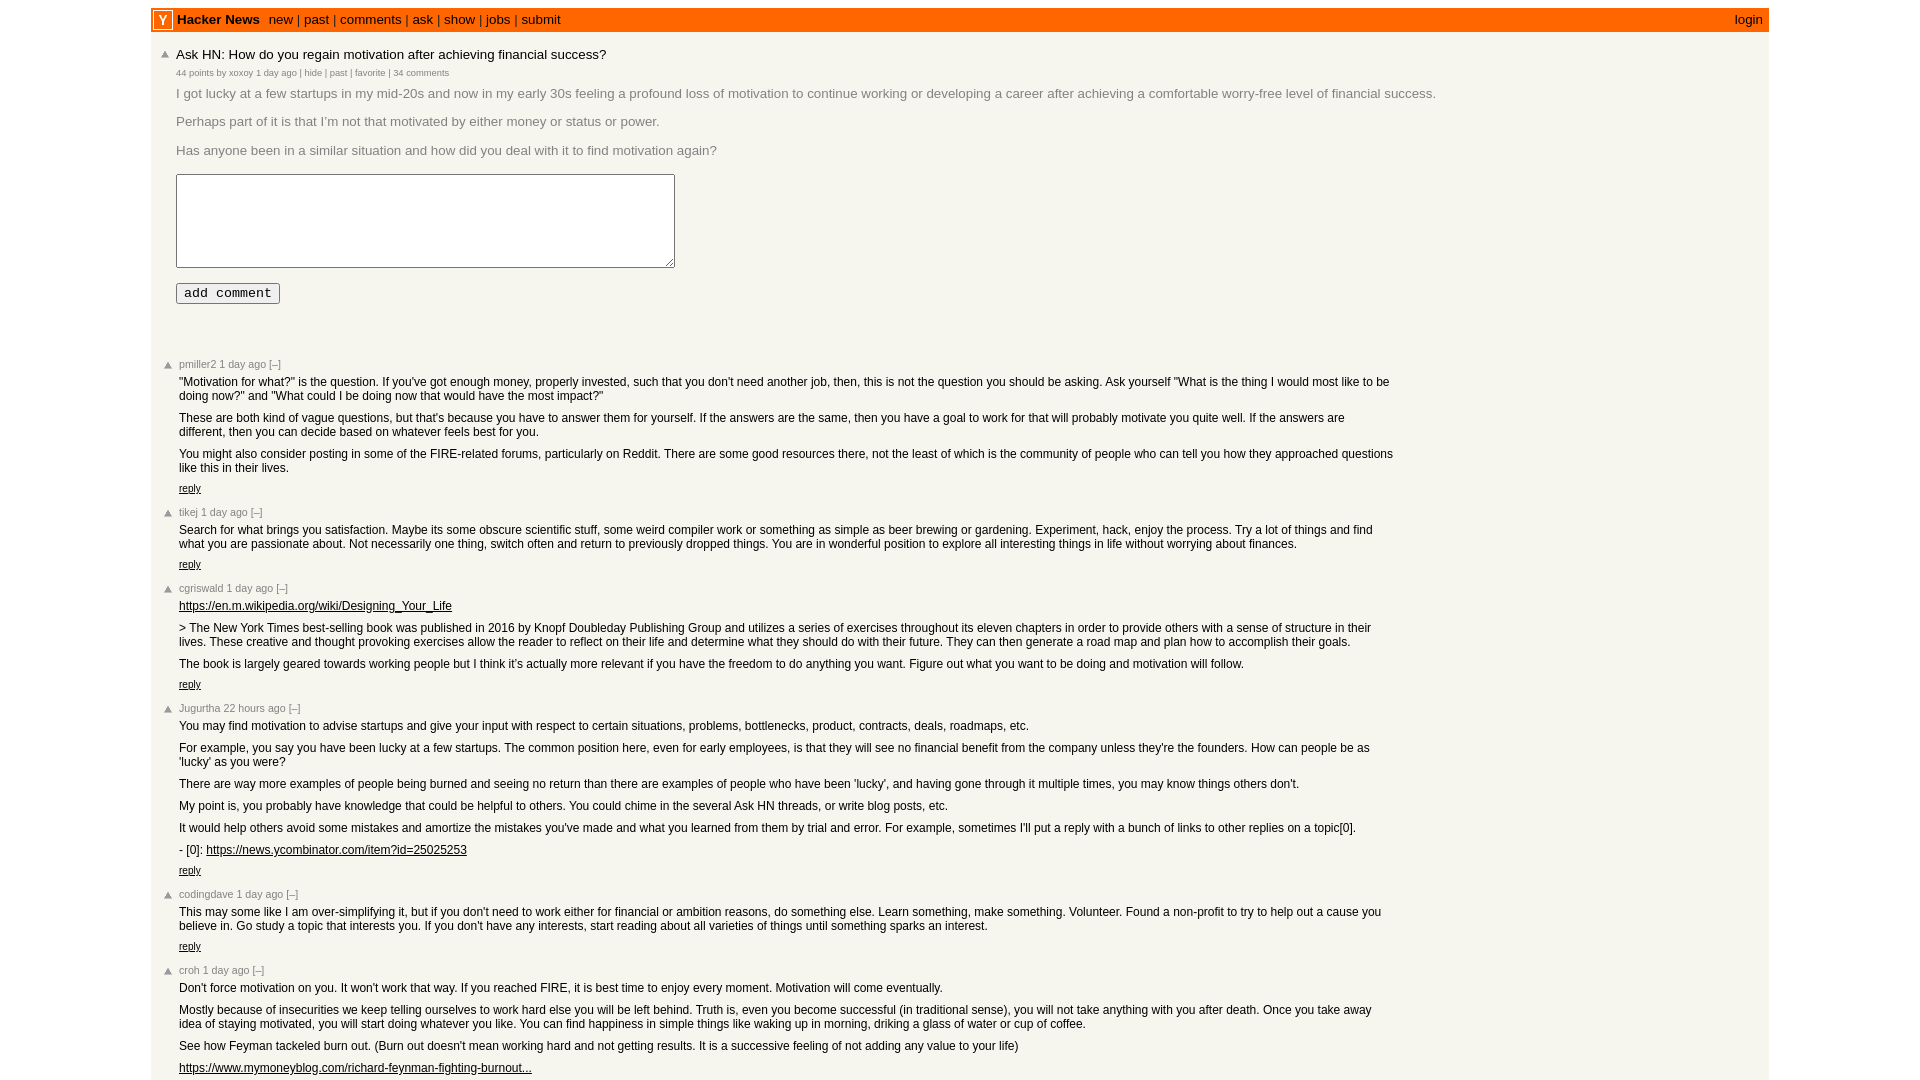 Y Hacker News new | past | comments | ask | show | jobs | submit login
Ask HN: How do you regain motivation after achieving financial success?
44 points by xoxoy 1 day ago | hide | past | favorite | 34 comments
I got lucky at a few startups in my mid-20s and now in my early 30s feeling a profound loss of motivation to continue working or developing a career after achieving a comfortable worry-free level of financial success.
Perhaps part of it is that I’m not that motivated by either money or status or power.
Has anyone been in a similar situation and how did you deal with it to find motivation again?
add comment
pmiller2 1 day ago [–]
"Motivation for what?" is the question. If you've got enough money, properly invested, such that you don't need another job, then, this is not the question you should be asking. Ask yourself "What is the thing I would most like to be
doing now?" and "What could I be doing now that would have the most impact?"
These are both kind of vague questions, but that's because you have to answer them for yourself. If the answers are the same, then you have a goal to work for that will probably motivate you quite well. If the answers are
different, then you can decide based on whatever feels best for you.
You might also consider posting in some of the FIRE-related forums, particularly on Reddit. There are some good resources there, not the least of which is the community of people who can tell you how they approached questions
like this in their lives.
reply
tikej 1 day ago [–]
Search for what brings you satisfaction. Maybe its some obscure scientific stuff, some weird compiler work or something as simple as beer brewing or gardening. Experiment, hack, enjoy the process. Try a lot of things and find
what you are passionate about. Not necessarily one thing, switch often and return to previously dropped things. You are in wonderful position to explore all interesting things in life without worrying about finances.
reply
cgriswald 1 day ago [–]
https://en.m.wikipedia.org/wiki/Designing_Your_Life
> The New York Times best-selling book was published in 2016 by Knopf Doubleday Publishing Group and utilizes a series of exercises throughout its eleven chapters in order to provide others with a sense of structure in their
lives. These creative and thought provoking exercises allow the reader to reflect on their life and determine what they should do with their future. They can then generate a road map and plan how to accomplish their goals.
The book is largely geared towards working people but I think it’s actually more relevant if you have the freedom to do anything you want. Figure out what you want to be doing and motivation will follow.
reply
Jugurtha 22 hours ago [–]
You may find motivation to advise startups and give your input with respect to certain situations, problems, bottlenecks, product, contracts, deals, roadmaps, etc.
For example, you say you have been lucky at a few startups. The common position here, even for early employees, is that they will see no financial benefit from the company unless they're the founders. How can people be as
'lucky' as you were?
There are way more examples of people being burned and seeing no return than there are examples of people who have been 'lucky', and having gone through it multiple times, you may know things others don't.
My point is, you probably have knowledge that could be helpful to others. You could chime in the several Ask HN threads, or write blog posts, etc.
It would help others avoid some mistakes and amortize the mistakes you've made and what you learned from them by trial and error. For example, sometimes I'll put a reply with a bunch of links to other replies on a topic[0].
- [0]: https://news.ycombinator.com/item?id=25025253
reply
codingdave 1 day ago [–]
This may some like I am over-simplifying it, but if you don't need to work either for financial or ambition reasons, do something else. Learn something, make something. Volunteer. Found a non-profit to try to help out a cause you
believe in. Go study a topic that interests you. If you don't have any interests, start reading about all varieties of things until something sparks an interest.
reply
croh 1 day ago [–]
Don't force motivation on you. It won't work that way. If you reached FIRE, it is best time to enjoy every moment. Motivation will come eventually.
Mostly because of insecurities we keep telling ourselves to work hard else you will be left behind. Truth is, even you become successful (in traditional sense), you will not take anything with you after death. Once you take away
idea of staying motivated, you will start doing whatever you like. You can find happiness in simple things like waking up in morning, driking a glass of water or cup of coffee.
See how Feyman tackeled burn out. (Burn out doesn't mean working hard and not getting results. It is a successive feeling of not adding any value to your life)
https://www.mymoneyblog.com/richard-feynman-fighting-burnout...